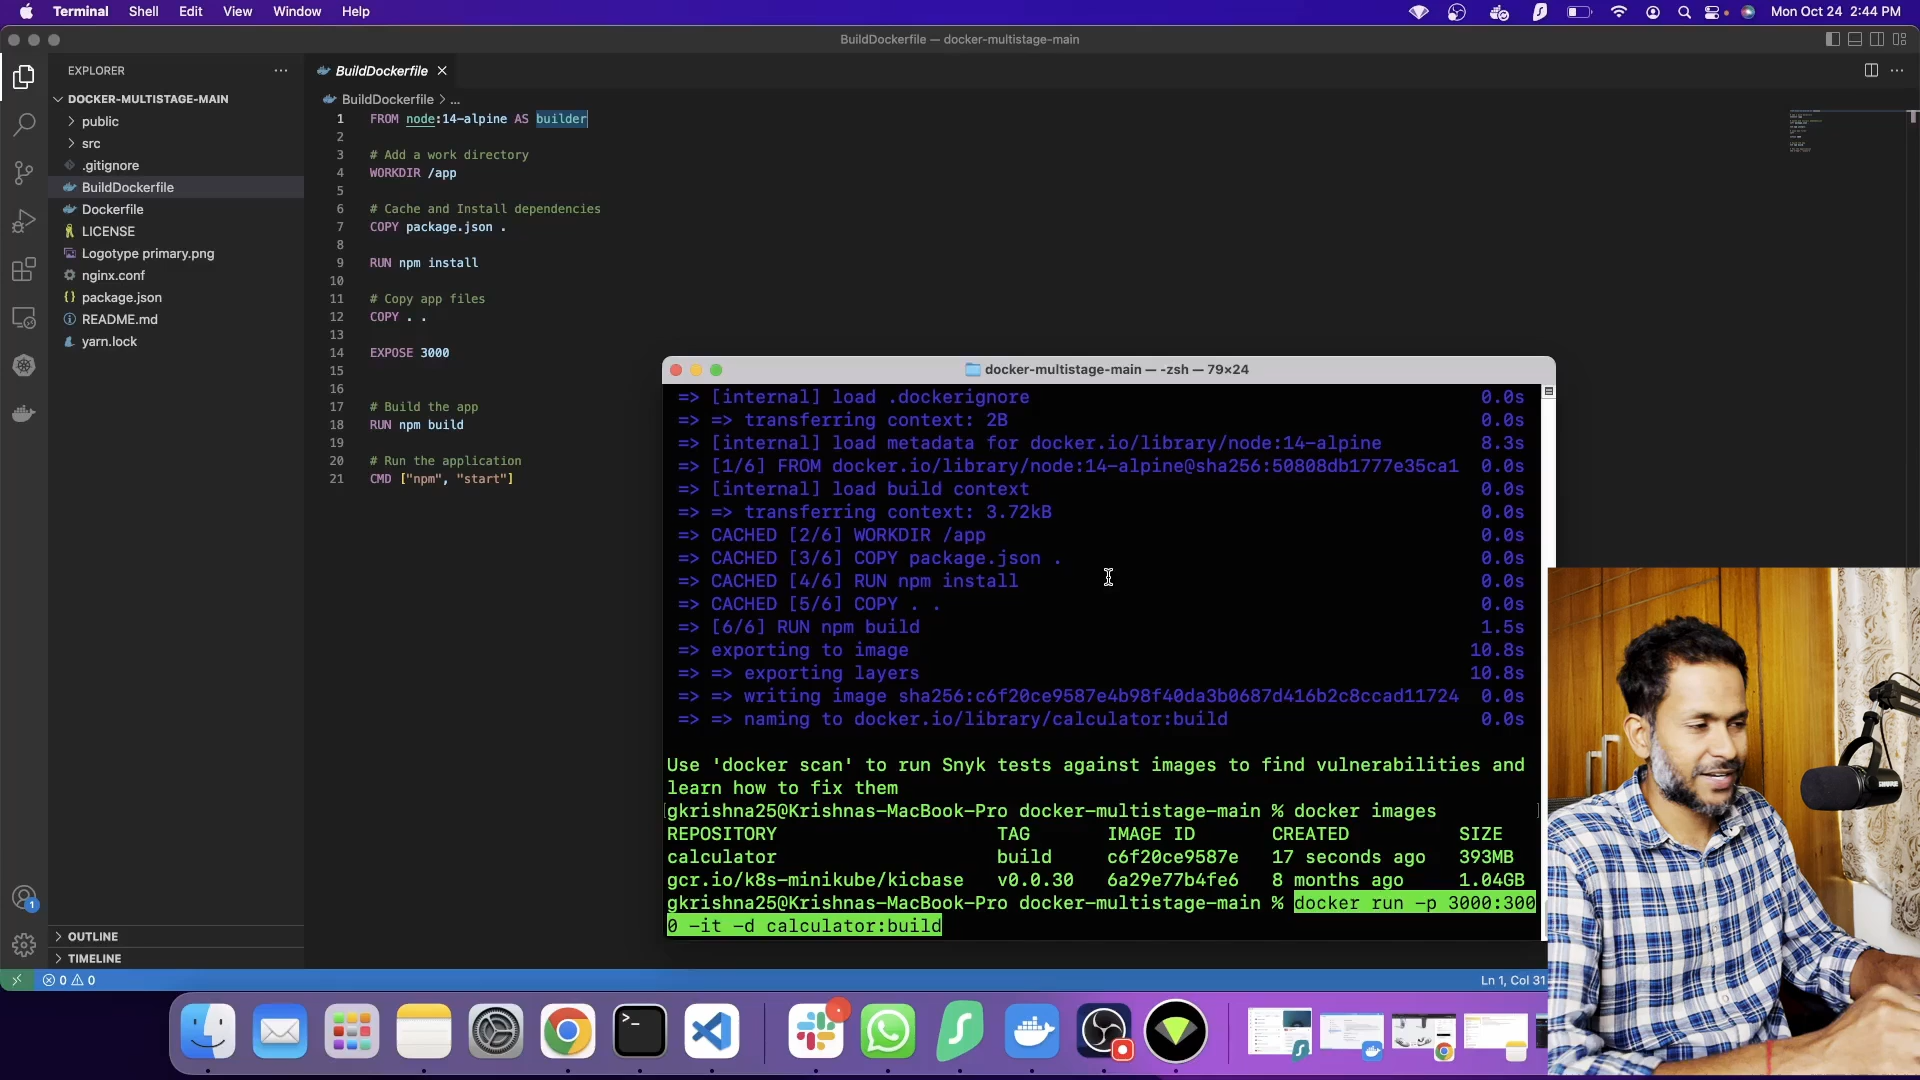 Terminal Shell Edit View Window Help
Mon Oct 24 2:44 PM
BuildDockerfile — docker-multistage-main
EXPLORER
DOCKER-MULTISTAGE-MAIN
public
src
.gitignore
BuildDockerfile
Dockerfile
LICENSE
Logotype primary.png
nginx.conf
package.json
README.md
yarn.lock
OUTLINE
TIMELINE
BuildDockerfile
BuildDockerfile > ...
1 FROM node:14-alpine AS builder
2
3 # Add a work directory
4 WORKDIR /app
5
6 # Cache and Install dependencies
7 COPY package.json .
8
9 RUN npm install
10
11 # Copy app files
12 COPY . .
13
14 EXPOSE 3000
15
16
17 # Build the app
18 RUN npm build
19
20 # Run the application
21 CMD ["npm", "start"]
docker-multistage-main — -zsh — 79×24
=> [internal] load .dockerignore 0.0s
=> => transferring context: 2B 0.0s
=> [internal] load metadata for docker.io/library/node:14-alpine 8.3s
=> [1/6] FROM docker.io/library/node:14-alpine@sha256:50808db1777e35ca1 0.0s
=> [internal] load build context 0.0s
=> => transferring context: 3.72kB 0.0s
=> CACHED [2/6] WORKDIR /app 0.0s
=> CACHED [3/6] COPY package.json . 0.0s
=> CACHED [4/6] RUN npm install 0.0s
=> CACHED [5/6] COPY . . 0.0s
=> [6/6] RUN npm build 1.5s
=> exporting to image 10.8s
=> => exporting layers 10.8s
=> => writing image sha256:c6f20ce9587e4b98f40da3b0687d416b2c8ccad11724 0.0s
=> => naming to docker.io/library/calculator:build 0.0s
Use 'docker scan' to run Snyk tests against images to find vulnerabilities and
learn how to fix them
gkrishna25@Krishnas-MacBook-Pro docker-multistage-main % docker images
REPOSITORY TAG IMAGE ID CREATED SIZE
calculator build c6f20ce9587e 17 seconds ago 393MB
gcr.io/k8s-minikube/kicbase v0.0.30 6a29e77b4fe6 8 months ago 1.04GB
gkrishna25@Krishnas-MacBook-Pro docker-multistage-main % docker run -p 3000:300
0 -it -d calculator:build
1
0 0
Ln 1, Col 31